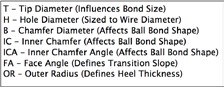 T – Tip Diameter (Influences Bond Size)
H – Hole Diameter (Sized to Wire Diameter)
B – Chamfer Diameter (Affects Ball Bond Shape)
IC – Inner Chamfer (Affects Ball Bond Shape)
ICA – Inner Chamfer Angle (Affects Ball Bond Shape)
FA – Face Angle (Defines Transition Slope)
OR – Outer Radius (Defines Heel Thickness)